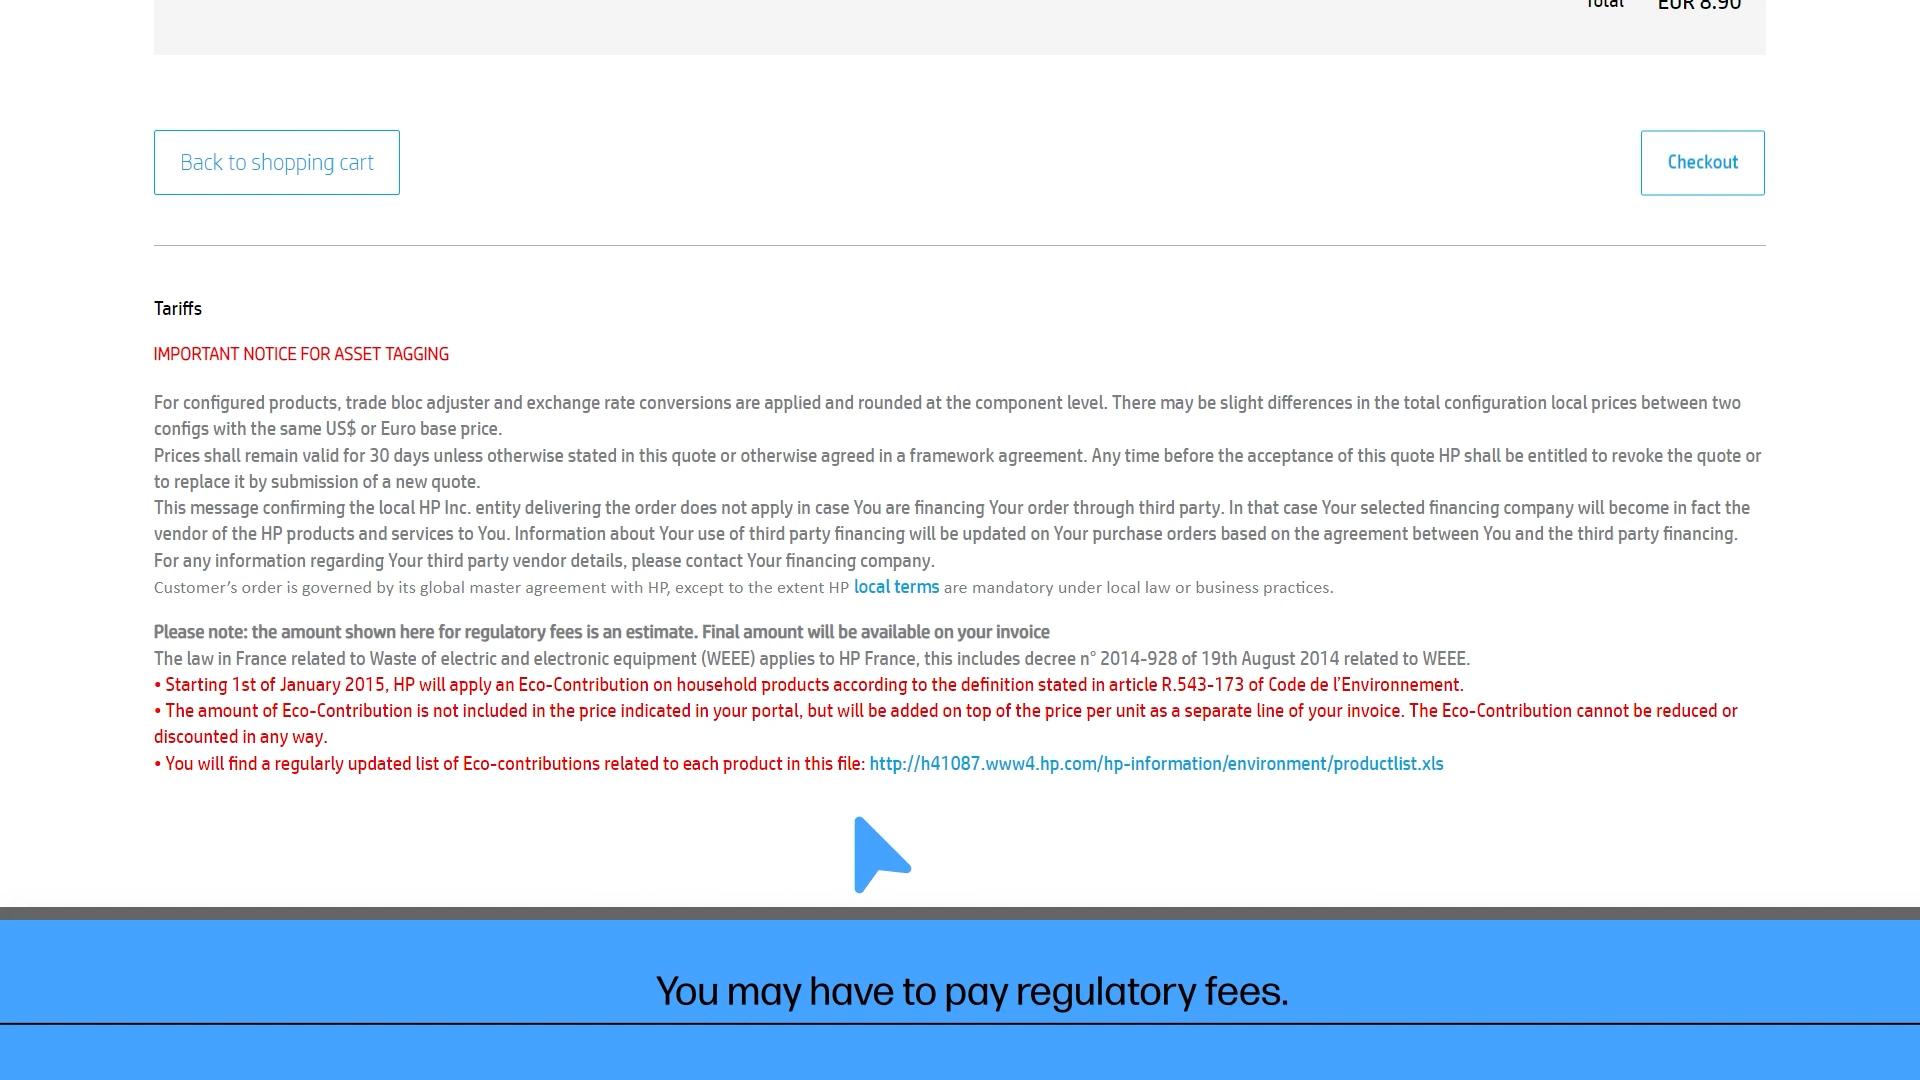 Total EUR 8.90
Back to shopping cart
Checkout
Tariffs
IMPORTANT NOTICE FOR ASSET TAGGING
For configured products, trade bloc adjuster and exchange rate conversions are applied and rounded at the component level. There may be slight differences in the total configuration local prices between two
configs with the same US$ or Euro base price.
Prices shall remain valid for 30 days unless otherwise stated in this quote or otherwise agreed in a framework agreement. Any time before the acceptance of this quote HP shall be entitled to revoke the quote or
to replace it by submission of a new quote.
This message confirming the local HP Inc. entity delivering the order does not apply in case You are financing Your order through third party. In that case Your selected financing company will become in fact the
vendor of the HP products and services to You. Information about Your use of third party financing will be updated on Your purchase orders based on the agreement between You and the third party financing.
For any information regarding Your third party vendor details, please contact Your financing company.
Customer’s order is governed by its global master agreement with HP, except to the extent HP local terms are mandatory under local law or business practices.
Please note: the amount shown here for regulatory fees is an estimate. Final amount will be available on your invoice
The law in France related to Waste of electric and electronic equipment (WEEE) applies to HP France, this includes decree n° 2014-928 of 19th August 2014 related to WEEE.
• Starting 1st of January 2015, HP will apply an Eco-Contribution on household products according to the definition stated in article R.543-173 of Code de l’Environnement.
• The amount of Eco-Contribution is not included in the price indicated in your portal, but will be added on top of the price per unit as a separate line of your invoice. The Eco-Contribution cannot be reduced or
discounted in any way.
• You will find a regularly updated list of Eco-contributions related to each product in this file: http://h41087.www4.hp.com/hp-information/environment/productlist.xls
You may have to pay regulatory fees.